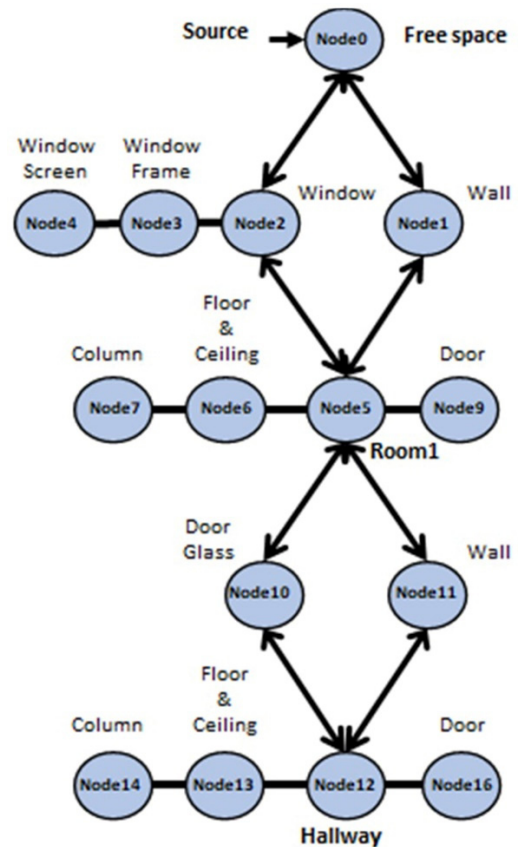 Source
Node0
Free space
Window
Screen
Window
Frame
Window
Wall
Node4
Node3
Node2
Node1
Floor
&
Ceiling
Column
Door
Node7
Node6
Node5
Node9
Room1
Door
Glass
Wall
Node10
Node11
Floor
&
Ceiling
Column
Door
Node14
Node13
Node12
Node16
Hallway